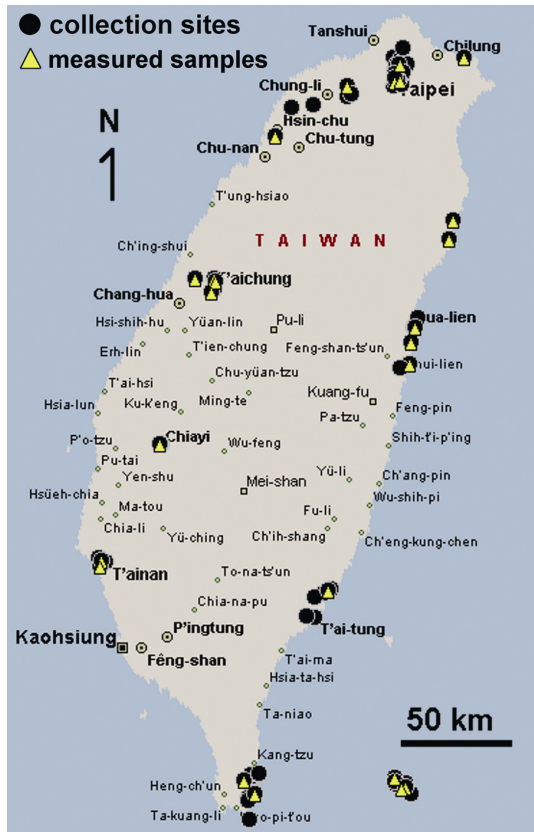 collection sites
measured samples
Tanshui
Chilung
Chung-li
Taipei
N
Hsin-chu
Chu-tung
Chu-nan
T'ung-hsiao
TAIWAN
Ch'ing-shui
T'aichung
Chang-hua
Hua-lien
Hsi-shih-hu
Yüan-lin
Pu-li
Erh-lin
T'ien-chung
Feng-shan-ts'un
hui-lien
Chu-yüan-tzu
T'ai-hsi
Ming-te
Kuang-fu
Hsia-lun
Ku-k'eng
Feng-pin
Pa-tzu
P'o-tzu
Chiayi
Wu-feng
Shih-t'i-p'ing
Pu-tai
Yen-shu
Yü-li
Ch'ang-pin
Mei-shan
Hsüeh-chia
Ma-tou
Wu-shih-pi
Chia-li
Fu-li
Yü-ching
Ch'ih-shang
Ch'eng-kung-chen
T'ainan
To-na-ts'un
Chia-na-pu
Kaohsiung
P'ingtung
T'ai-tung
Fêng-shan
T'ai-ma
Hsia-ta-hsi
Ta-niao
50 km
Kang-tzu
Heng-ch'un
Ta-kuang-li
o-pi-t'ou